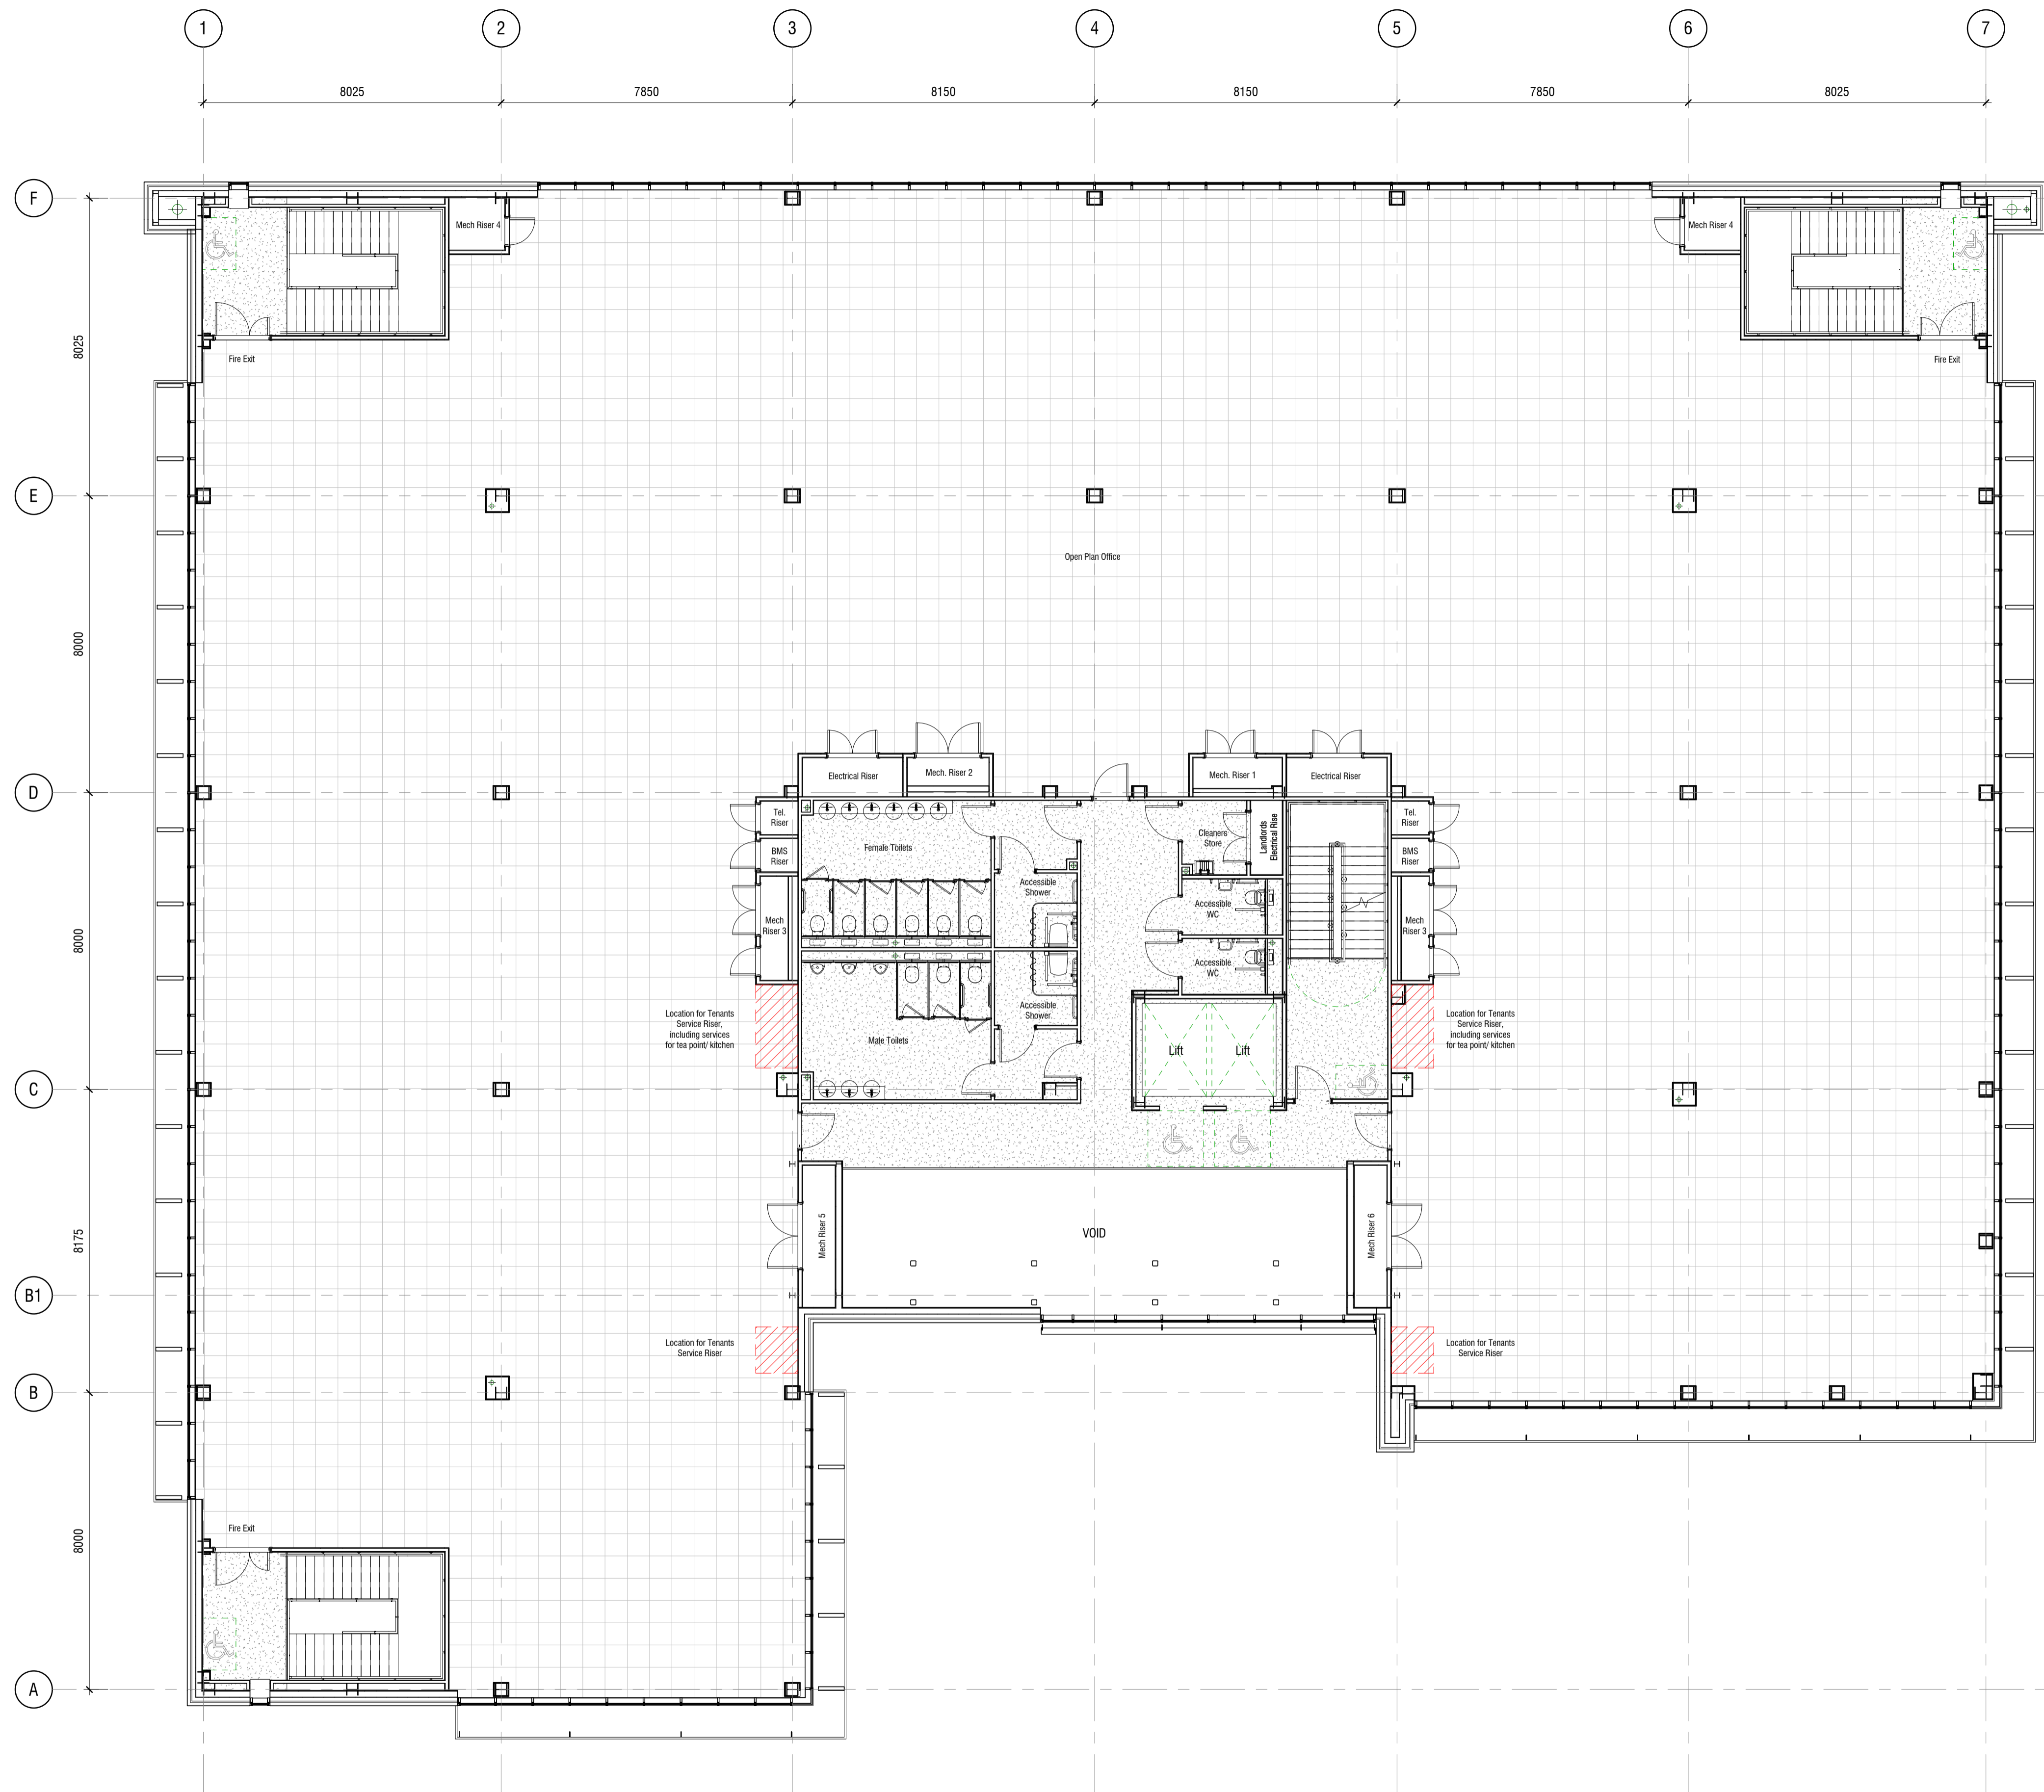 1 2 3 4 5 6 7
8025 7850 8150 8150 7850 8025
F
Mech Riser 4
Mech Riser 4
8025
Fire Exit
Fire Exit
E
Open Plan Office
8000
Electrical Riser
Mech. Riser 2
Mech. Riser 1
Electrical Riser
D
Tel.
Riser
BMS
Riser
Mech
Riser 3
Female Toilets
Accessible
Shower
Cleaners
Store
Landlords
Electrical Rise
Accessible
WC
Accessible
WC
Tel.
Riser
BMS
Riser
Mech
Riser 3
8000
Location for Tenants
Service Riser,
including services
for tea point/ kitchen
Male Toilets
Accessible
Shower
Lift
Lift
Location for Tenants
Service Riser,
including services
for tea point/ kitchen
C
8175
Mech Riser 5
VOID
Mech Riser 6
B1
Location for Tenants
Service Riser
Location for Tenants
Service Riser
B
Fire Exit
8000
A